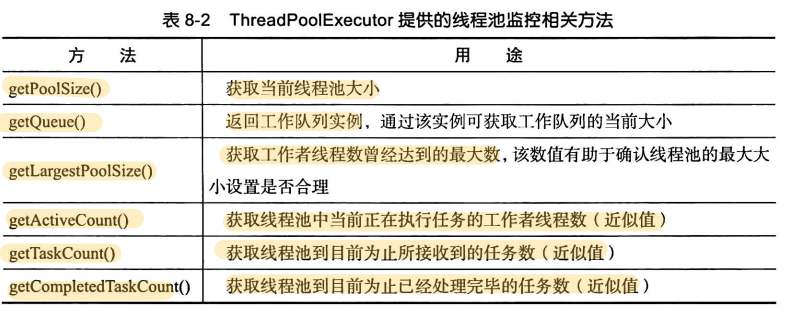 表 8-2 ThreadPoolExecutor 提供的线程池监控相关方法
方 法 用 途
getPoolSize() 获取当前线程池大小
getQueue() 返回工作队列实例，通过该实例可获取工作队列的当前大小
getLargestPoolSize() 获取工作者线程数曾经达到的最大数，该数值有助于确认线程池的最大大
小设置是否合理
getActiveCount() 获取线程池中当前正在执行任务的工作者线程数（近似值）
getTaskCount() 获取线程池到目前为止所接收到的任务数（近似值）
getCompletedTaskCount() 获取线程池到目前为止已经处理完毕的任务数（近似值）